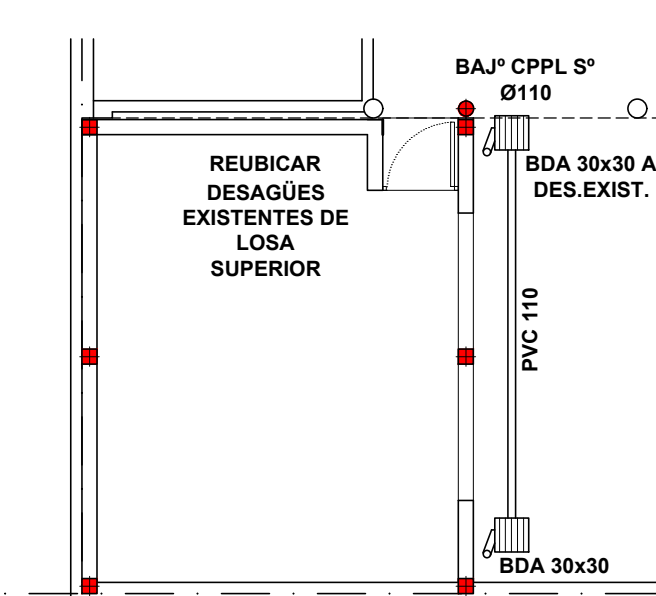 BAJº CPPL Sº
Ø110
REUBICAR
DESAGÜES
EXISTENTES DE
LOSA
SUPERIOR
BDA 30x30 A
DES.EXIST.
PVC 110
BDA 30x30